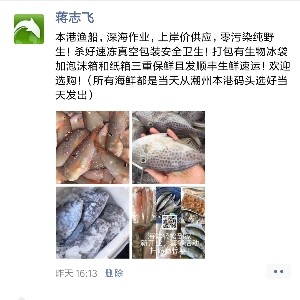 蒋志飞
本港渔船，深海作业，上岸价供应，零污染纯野
生！杀好速冻真空包装安全卫生！打包有生物冰袋
加泡沫箱和纸箱三重保鲜且发顺丰生鲜速运！欢迎
选购！（所有海鲜都是当天从潮州本港码头选好当
天发出）
昨天 16:13 删除